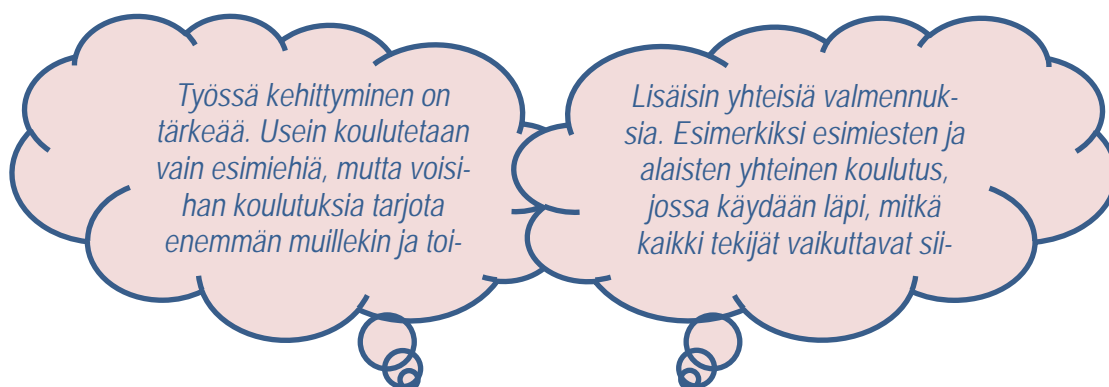 Työssä kehittyminen on
tärkeää. Usein koulutetaan
vain esimiehiä, mutta voisi-
han koulutuksia tarjota
enemmän muillekin ja toi-
Lisäisin yhteisiä valmennuk-
sia. Esimerkiksi esimiesten ja
alaisten yhteinen koulutus,
jossa käydään läpi, mitkä
kaikki tekijät vaikuttavat sii-